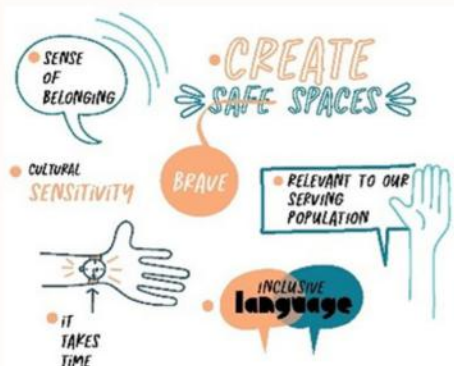 SENSE
OF
BELONGING
CREATE
SAFE SPACES
BRAVE
CULTURAL
SENSITIVITY
RELEVANT TO OUR
SERVING
POPULATION
INCLUSIVE
language
IT
TAKES
TIME